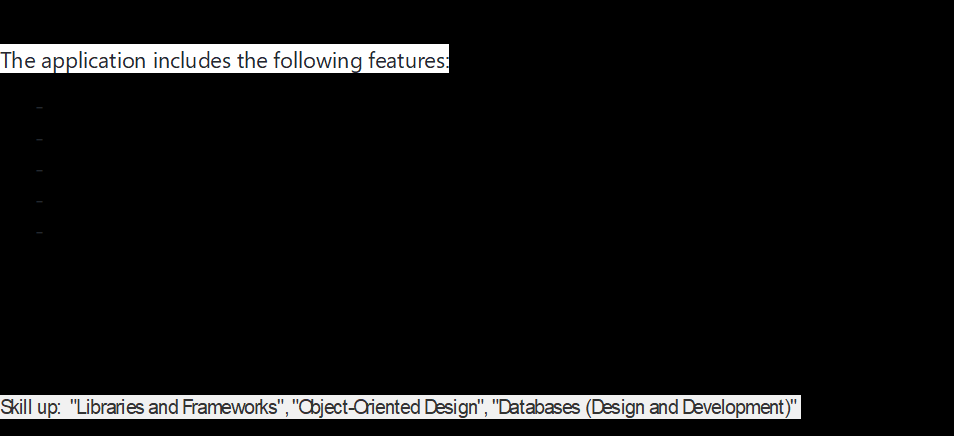 The application includes the following features:
-
-
-
-
-
Skill up: "Libraries and Frameworks", "Object-Oriented Design", "Databases (Design and Development)"